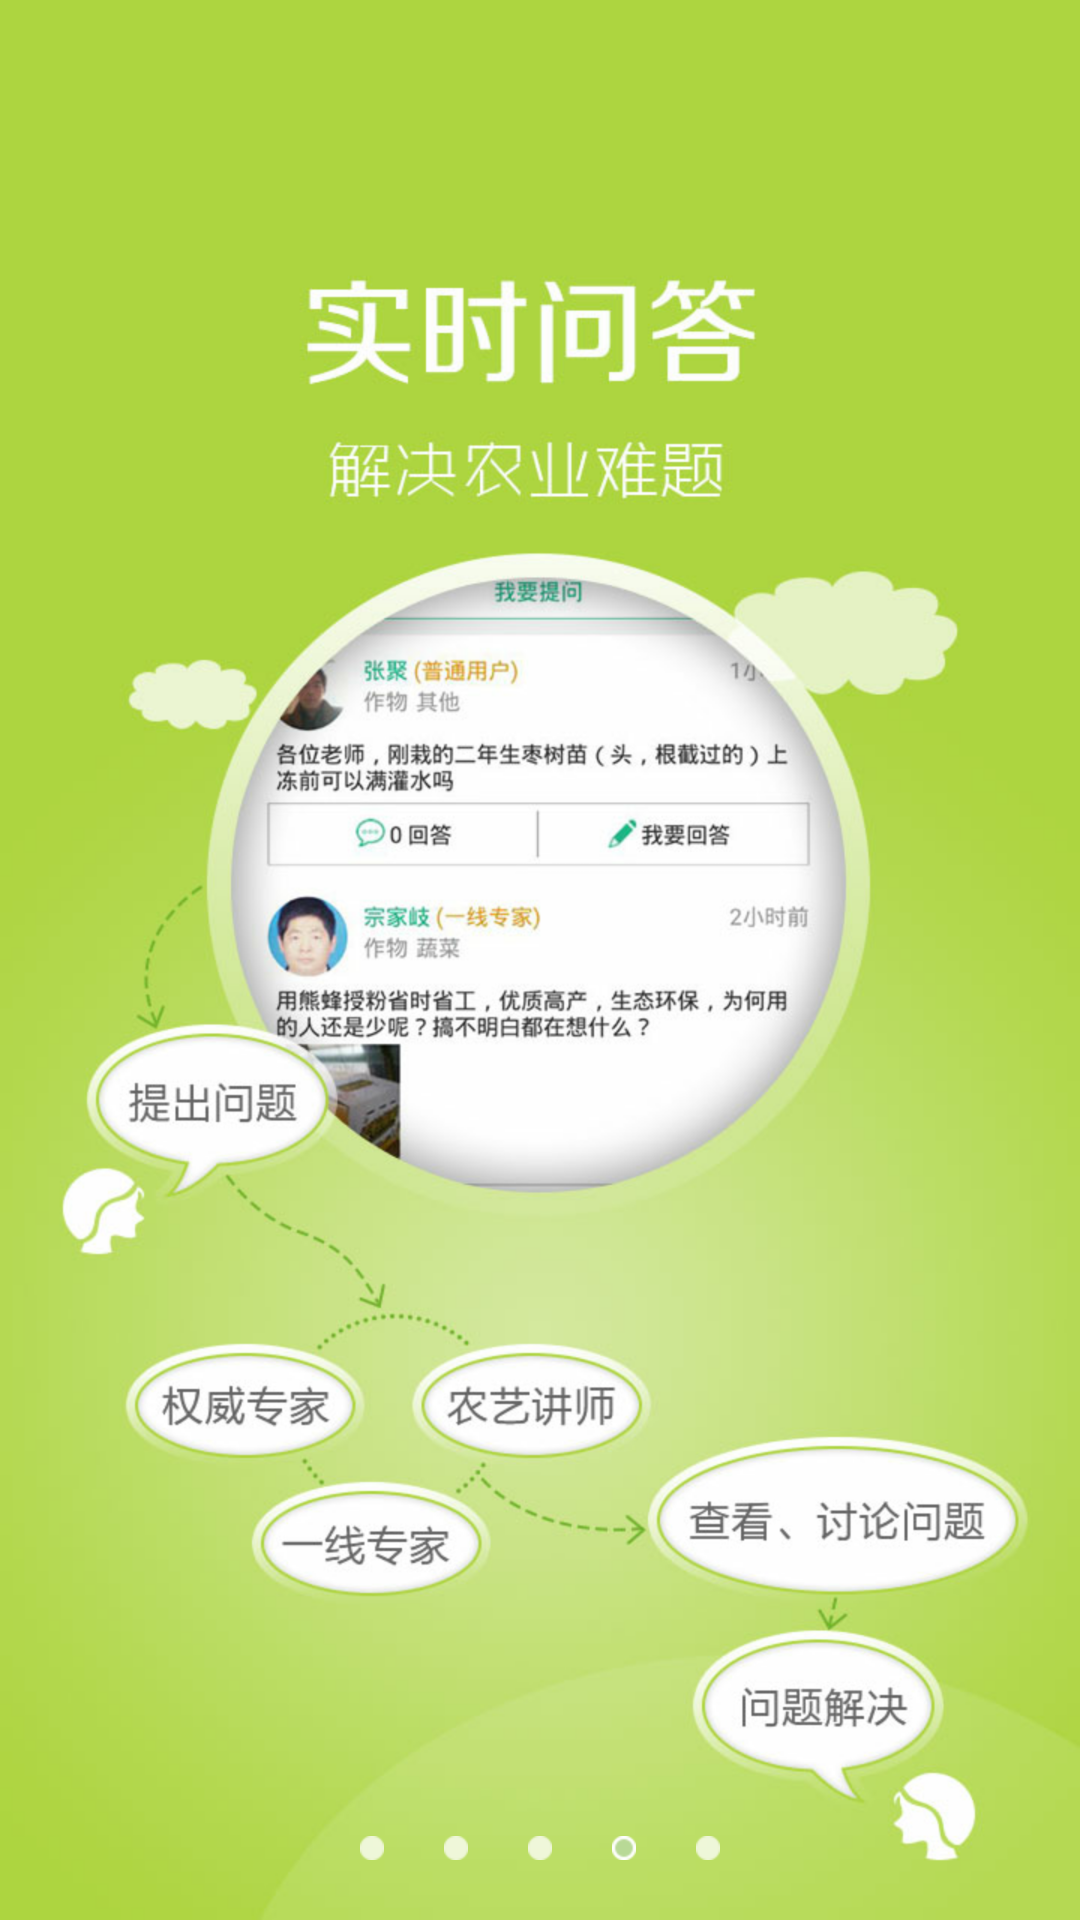 实时问答
解决农业难题
我要提问
张聚 (普通用户)
1小
作物 其他
各位老师，刚栽的二年生枣树苗（头，根截过的）上
冻前可以满灌水吗
0 回答
我要回答
宗家岐 (一线专家)
2小时前
作物 蔬菜
用熊蜂授粉省时省工，优质高产，生态环保，为何用
的人还是少呢？搞不明白都在想什么？
提出问题
权威专家
农艺讲师
一线专家
查看、讨论问题
问题解决